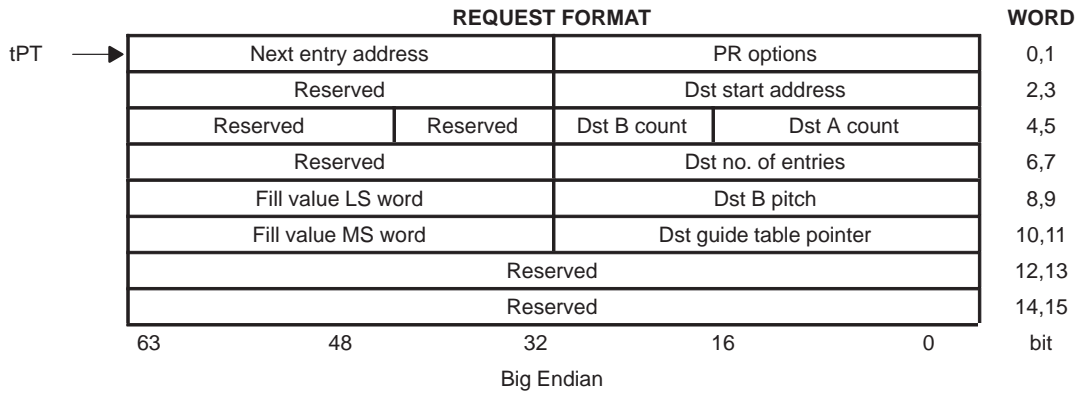 REQUEST FORMAT WORD
tPT Next entry address PR options 0,1
Reserved Dst start address 2,3
Reserved Reserved Dst B count Dst A count 4,5
Reserved Dst no. of entries 6,7
Fill value LS word Dst B pitch 8,9
Fill value MS word Dst guide table pointer 10,11
Reserved 12,13
Reserved 14,15
63 48 32 16 0 bit
Big Endian